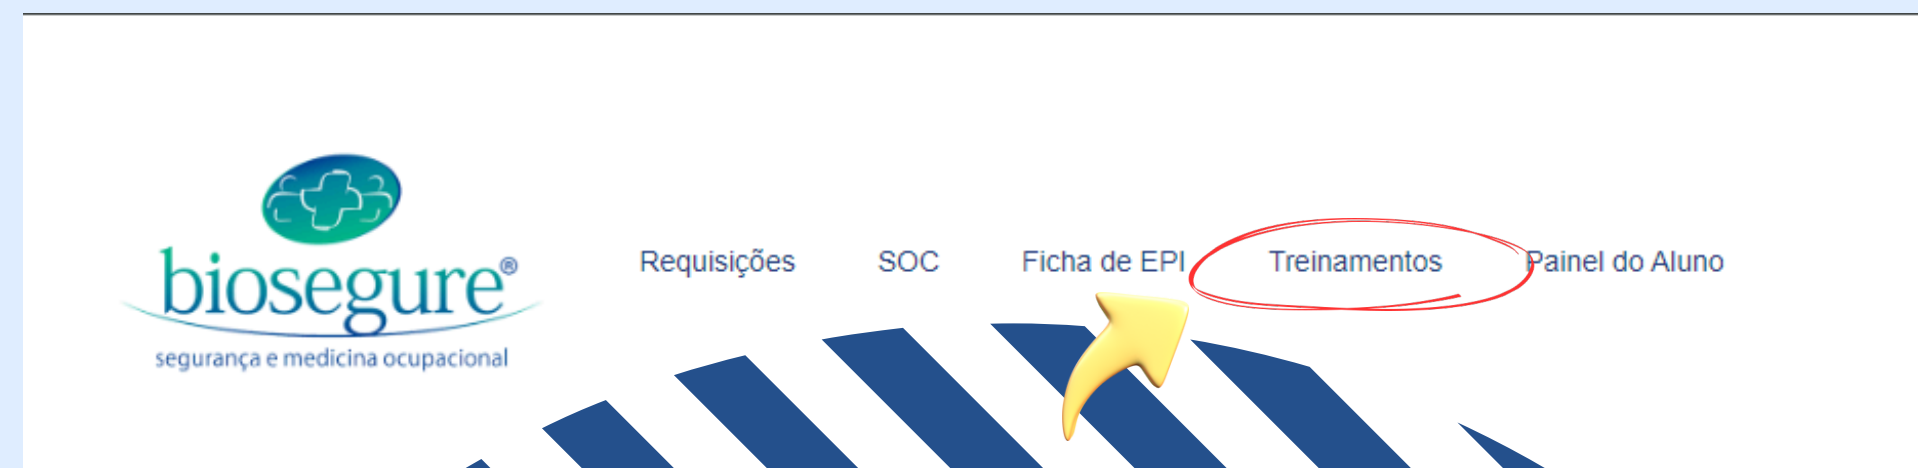 biosegure®
segurança e medicina ocupacional
Requisições SOC Ficha de EPI Treinamentos Painel do Aluno